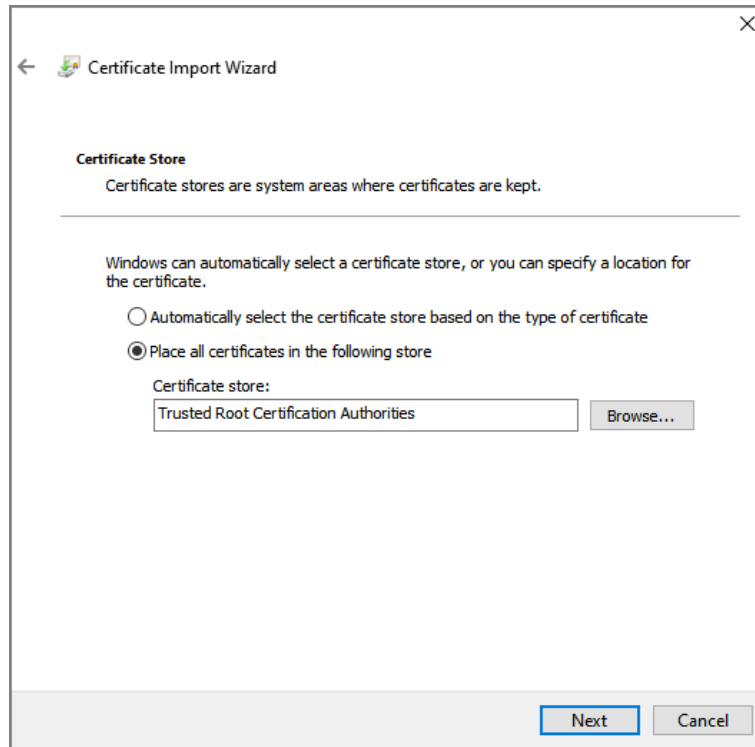 Certificate Import Wizard
Certificate Store
Certificate stores are system areas where certificates are kept.
Windows can automatically select a certificate store, or you can specify a location for
the certificate.
Automatically select the certificate store based on the type of certificate
Place all certificates in the following store
Certificate store:
Trusted Root Certification Authorities
Browse...
Next
Cancel